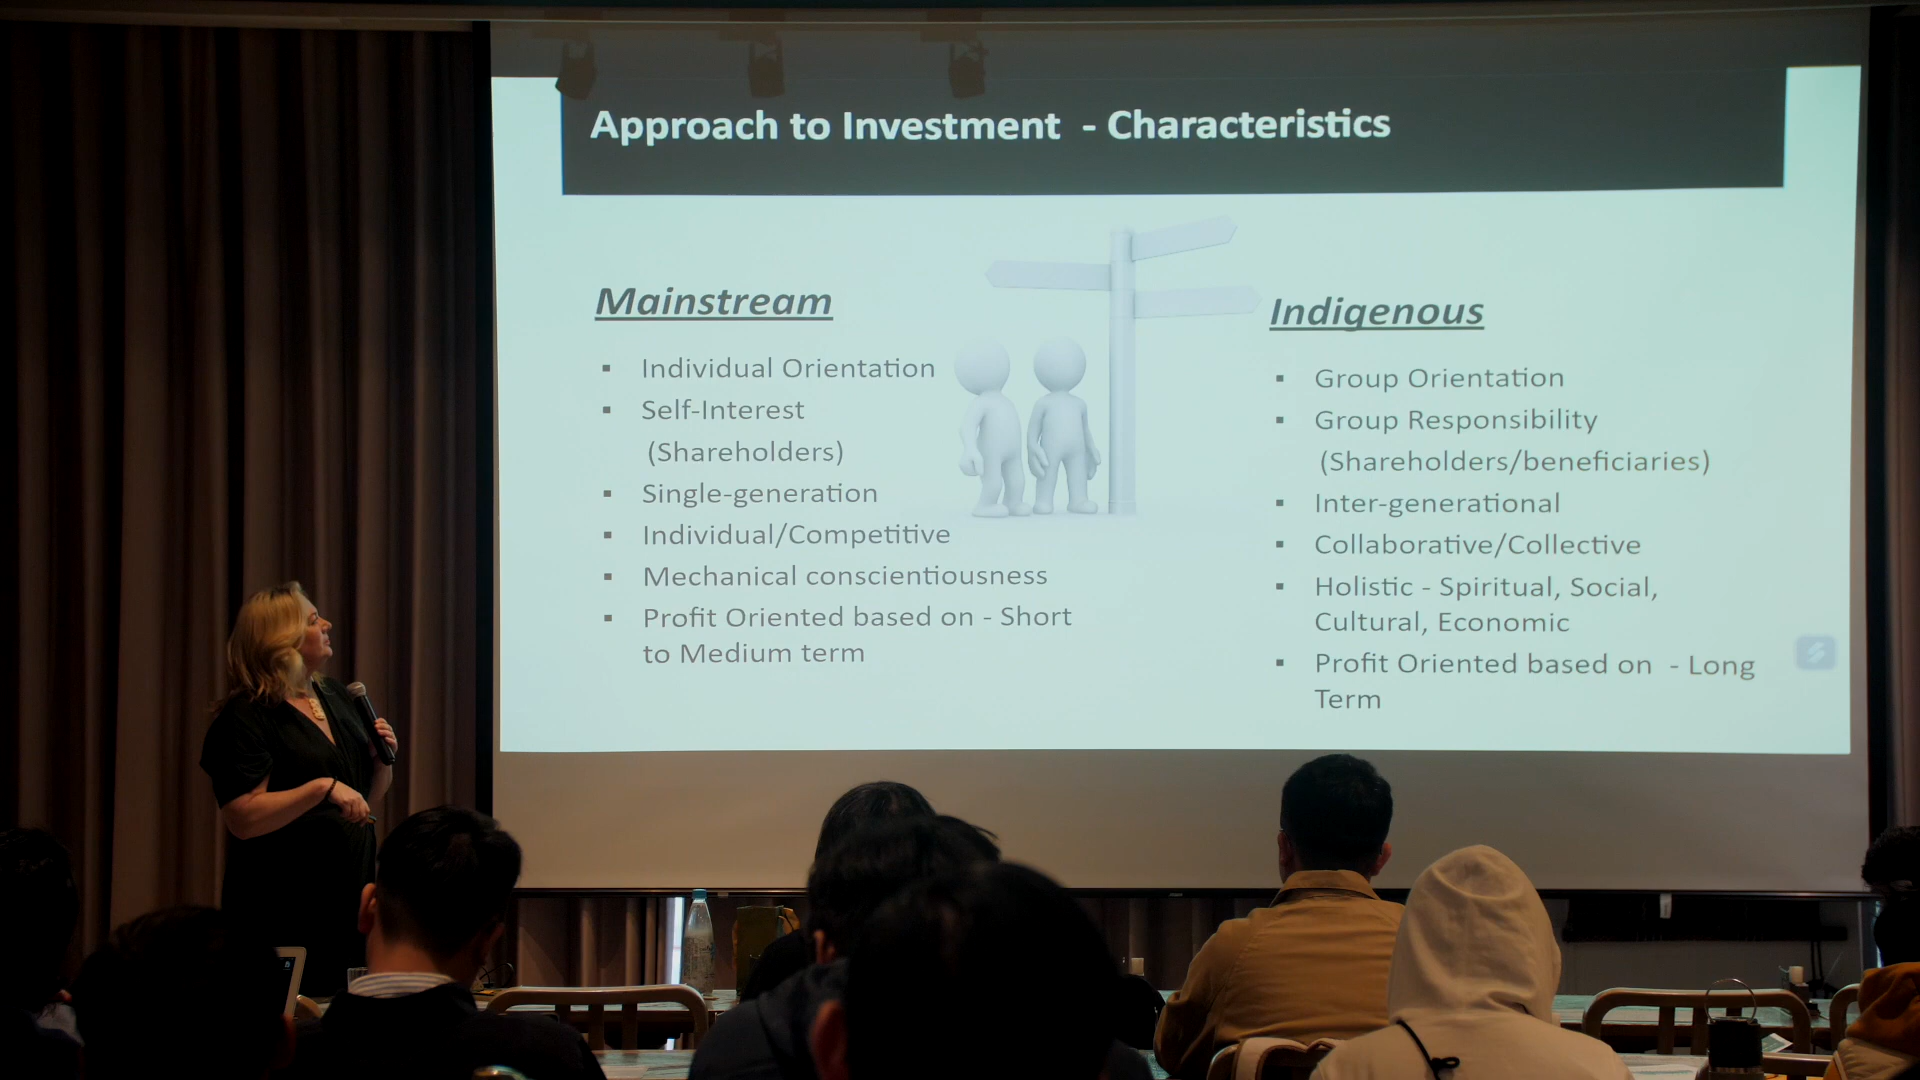 Approach to Investment - Characteristics
Mainstream
▪ Individual Orientation
▪ Self-Interest
(Shareholders)
▪ Single-generation
▪ Individual/Competitive
▪ Mechanical conscientiousness
▪ Profit Oriented based on - Short
to Medium term
Indigenous
▪ Group Orientation
▪ Group Responsibility
(Shareholders/beneficiaries)
▪ Inter-generational
▪ Collaborative/Collective
▪ Holistic - Spiritual, Social,
Cultural, Economic
▪ Profit Oriented based on - Long
Term